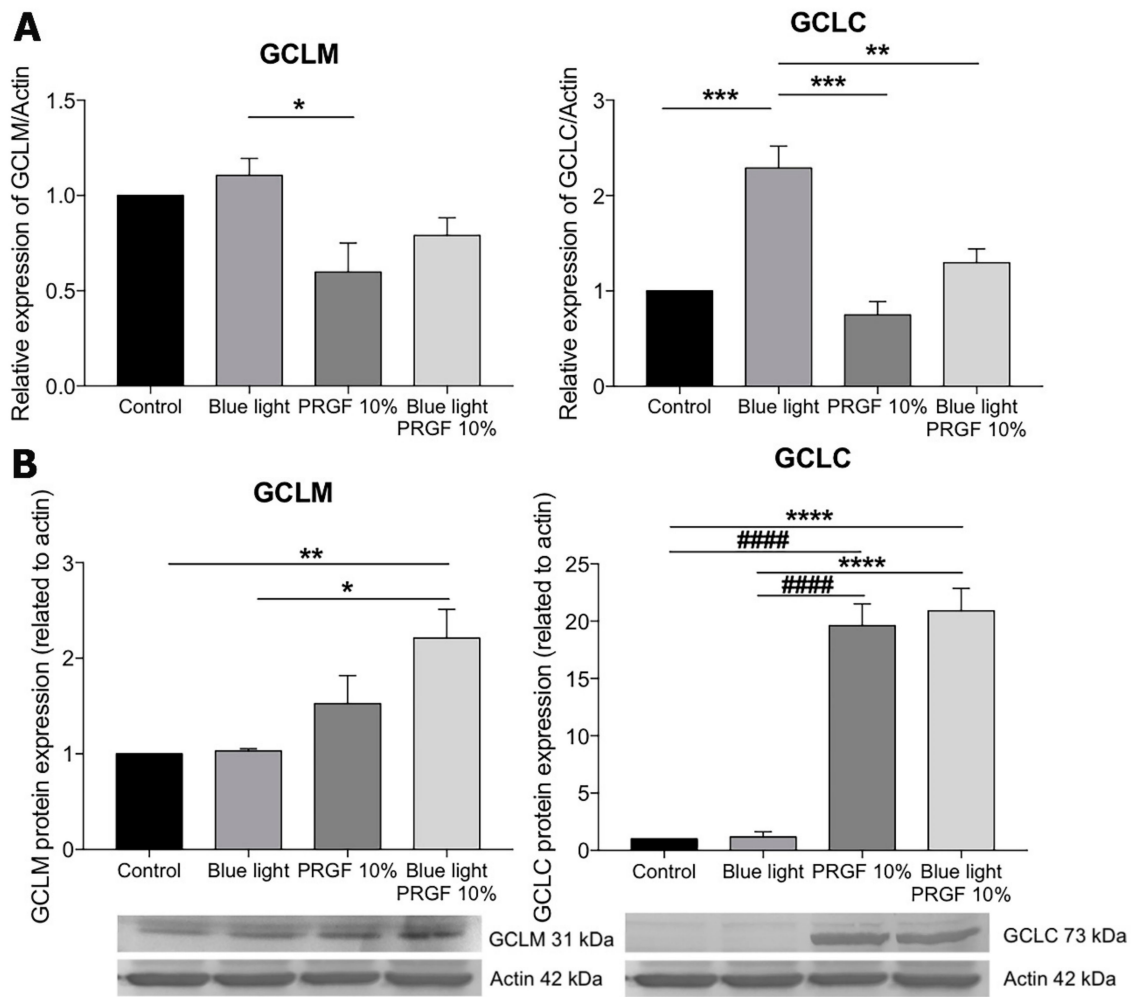 A
GCLM
Relative expression of GCLM/Actin
1.5
1.0
0.5
0.0
*
Control
Blue light
PRGF 10%
Blue light
PRGF 10%
GCLC
Relative expression of GCLC/Actin
3
2
1
0
**
***
***
Control
Blue light
PRGF 10%
Blue light
PRGF 10%
B
GCLM
GCLM protein expression (related to actin)
3
2
1
0
**
*
Control
Blue light
PRGF 10%
Blue light
PRGF 10%
GCLM 31 kDa
Actin 42 kDa
GCLC
GCLC protein expression (related to actin)
25
20
15
10
5
0
****
####
****
####
Control
Blue light
PRGF 10%
Blue light
PRGF 10%
GCLC 73 kDa
Actin 42 kDa